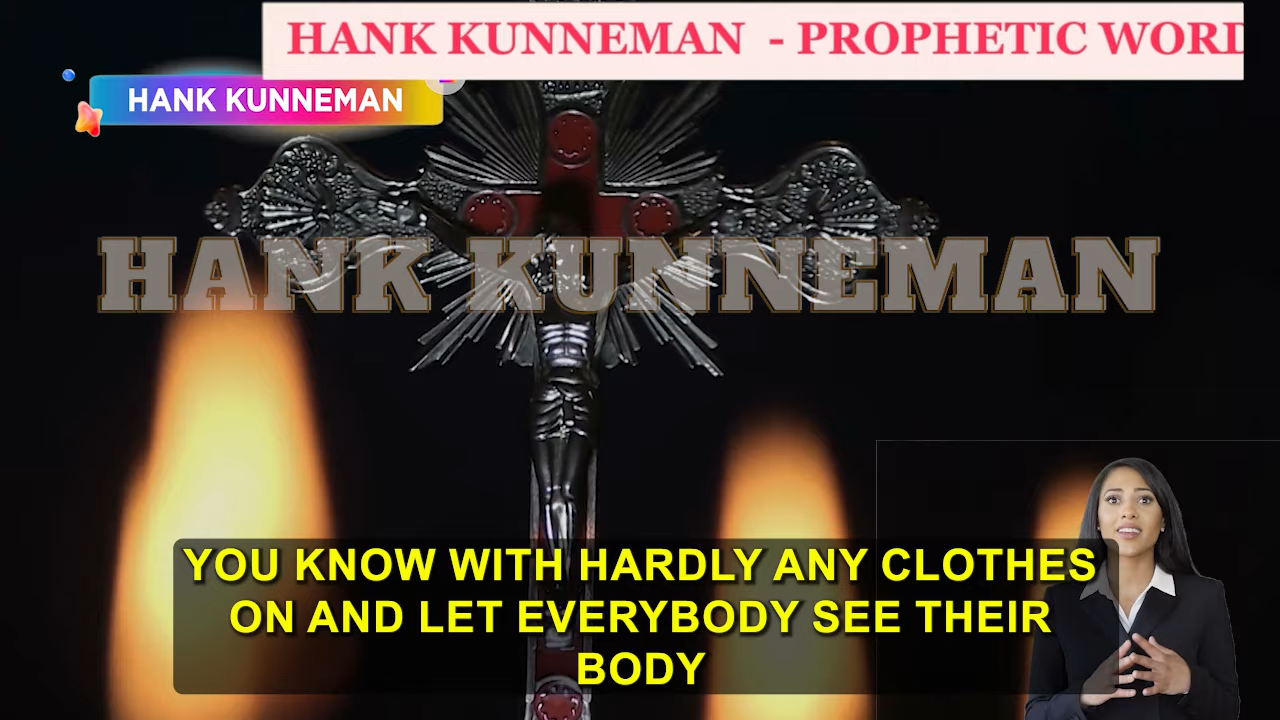 HANK KUNNEMAN - PROPHETIC WORD
HANK KUNNEMAN
HANK KUNNEMAN
YOU KNOW WITH HARDLY ANY CLOTHES
ON AND LET EVERYBODY SEE THEIR
BODY